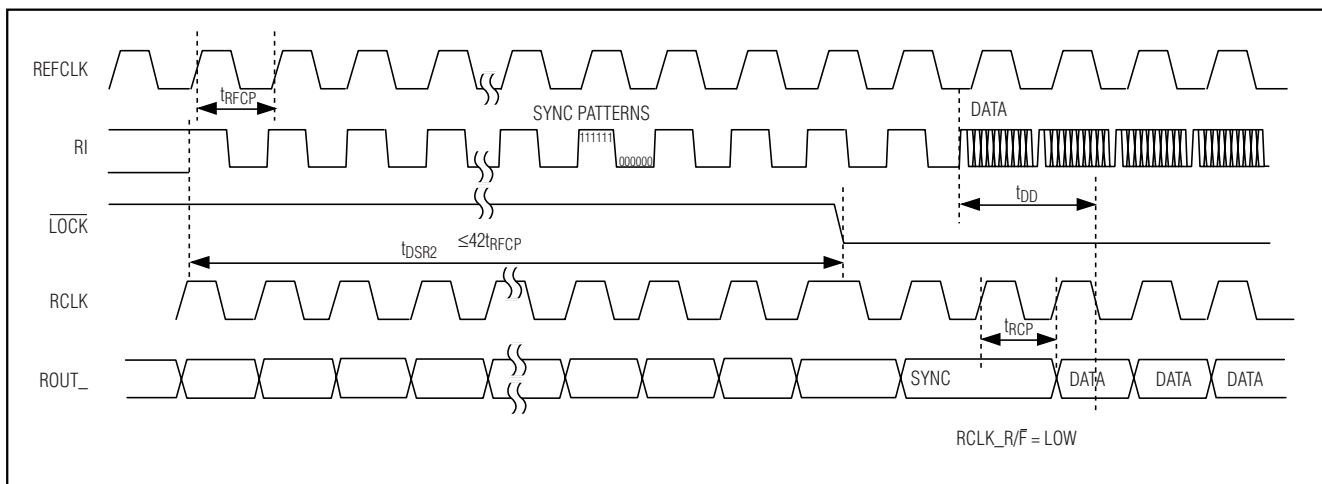 REFCLK
tRFCP
SYNC PATTERNS
DATA
RI
111111
000000
tDD
LOCK
≤42tRFCP
tDSR2
RCLK
tRCP
ROUT_
SYNC
DATA
DATA
DATA
RCLK_R/F̅ = LOW